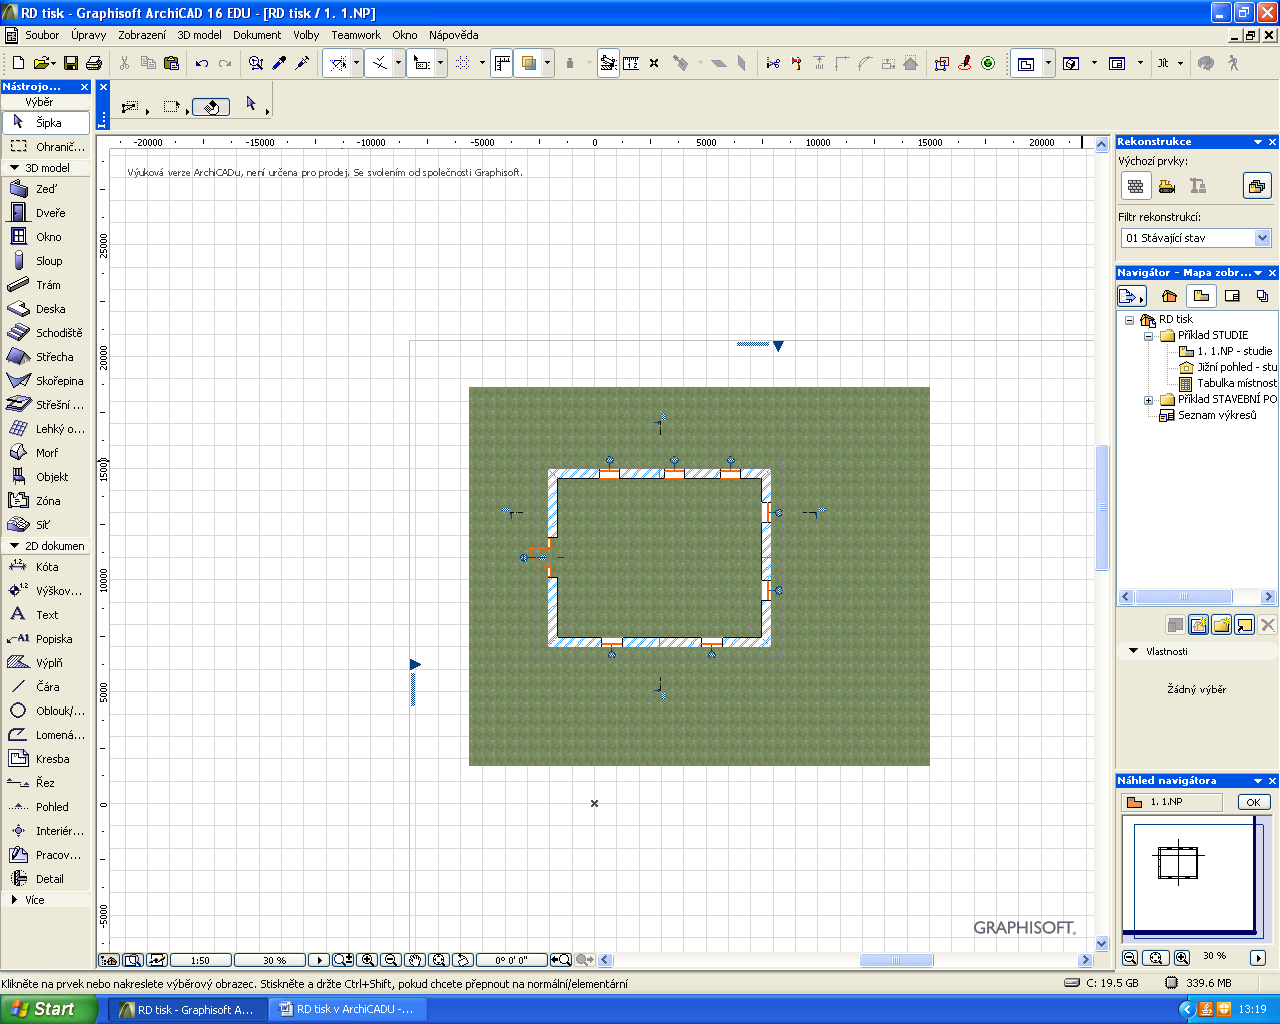 RD tisk - Graphisoft ArchiCAD 16 EDU - [RD tisk / 1. 1.NP]
Soubor Úpravy Zobrazení 3D model Dokument Volby Teamwork Okno Nápověda
Jít
Nástrojo...
Výběr
Šipka
Ohranič...
3D model
Zeď
Dveře
Okno
Sloup
Trám
Deska
Schodiště
Střecha
Skořepina
Střešní ...
Lehký o...
Morf
Objekt
Zóna
Síť
2D dokumen
Kóta
Výškov...
Text
Popiska
Výplň
Čára
Oblouk/...
Lomená...
Kresba
Řez
Pohled
Interiér...
Pracov...
Detail
Více
-20000 -15000 -10000 -5000 0 5000 10000 15000 20000
25000
20000
15000
10000
5000
0
-5000
Výuková verze ArchiCADu, není určena pro prodej. Se svolením od společnosti Graphisoft.
GRAPHISOFT.
1:50 30 % 0° 0' 0"
Rekonstrukce
Výchozí prvky:
Filtr rekonstrukcí:
01 Stávající stav
Navigátor - Mapa zobr...
RD tisk
Příklad STUDIE
1. 1.NP - studie
Jižní pohled - stu
Tabulka místnost
Příklad STAVEBNÍ PO
Seznam výkresů
Vlastnosti
Žádný výběr
Náhled navigátora
1. 1.NP OK
30 %
Klikněte na prvek nebo nakreslete výběrový obrazec. Stiskněte a držte Ctrl+Shift, pokud chcete přepnout na normální/elementární
C: 19.5 GB 339.6 MB
Start RD tisk - Graphisoft A... RD tisk v ArchiCADU -... 13:19